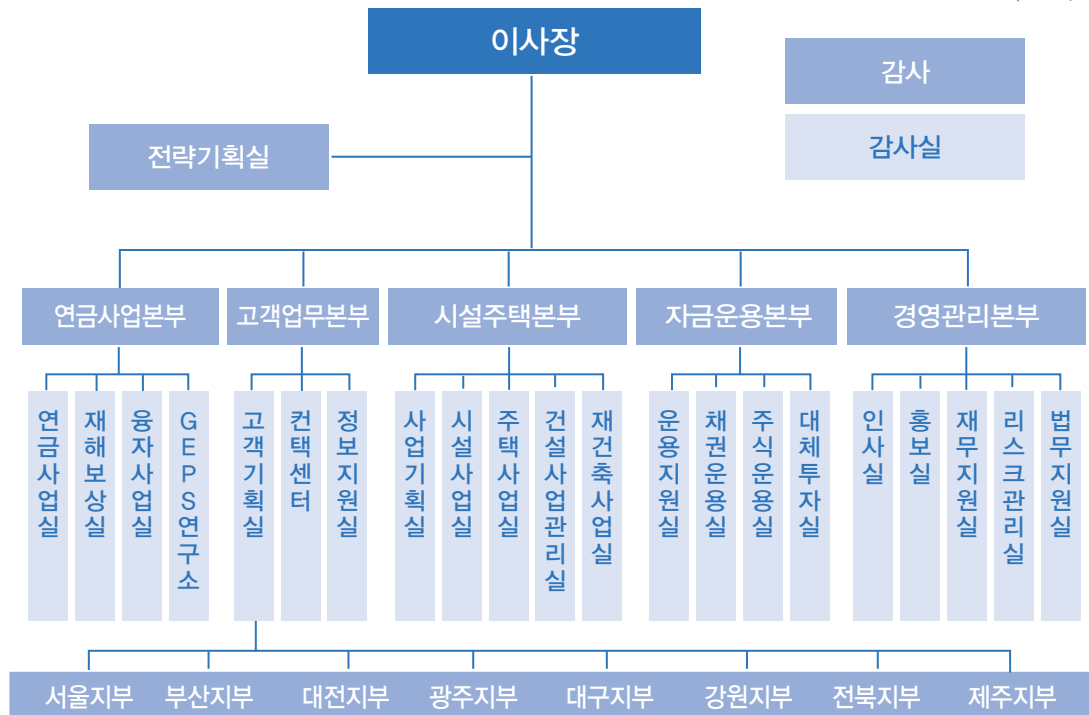 이사장
감사
감사실
전략기획실
연금사업본부
고객업무본부
시설주택본부
자금운용본부
경영관리본부
연금사업실
재해보상실
융자사업실
GEPS연구소
고객기획실
컨택센터
정보지원실
사업기획실
시설사업실
주택사업실
건설사업관리실
재건축사업실
운용지원실
채권운용실
주식운용실
대체투자실
인사실
홍보실
재무지원실
리스크관리실
법무지원실
서울지부
부산지부
대전지부
광주지부
대구지부
강원지부
전북지부
제주지부